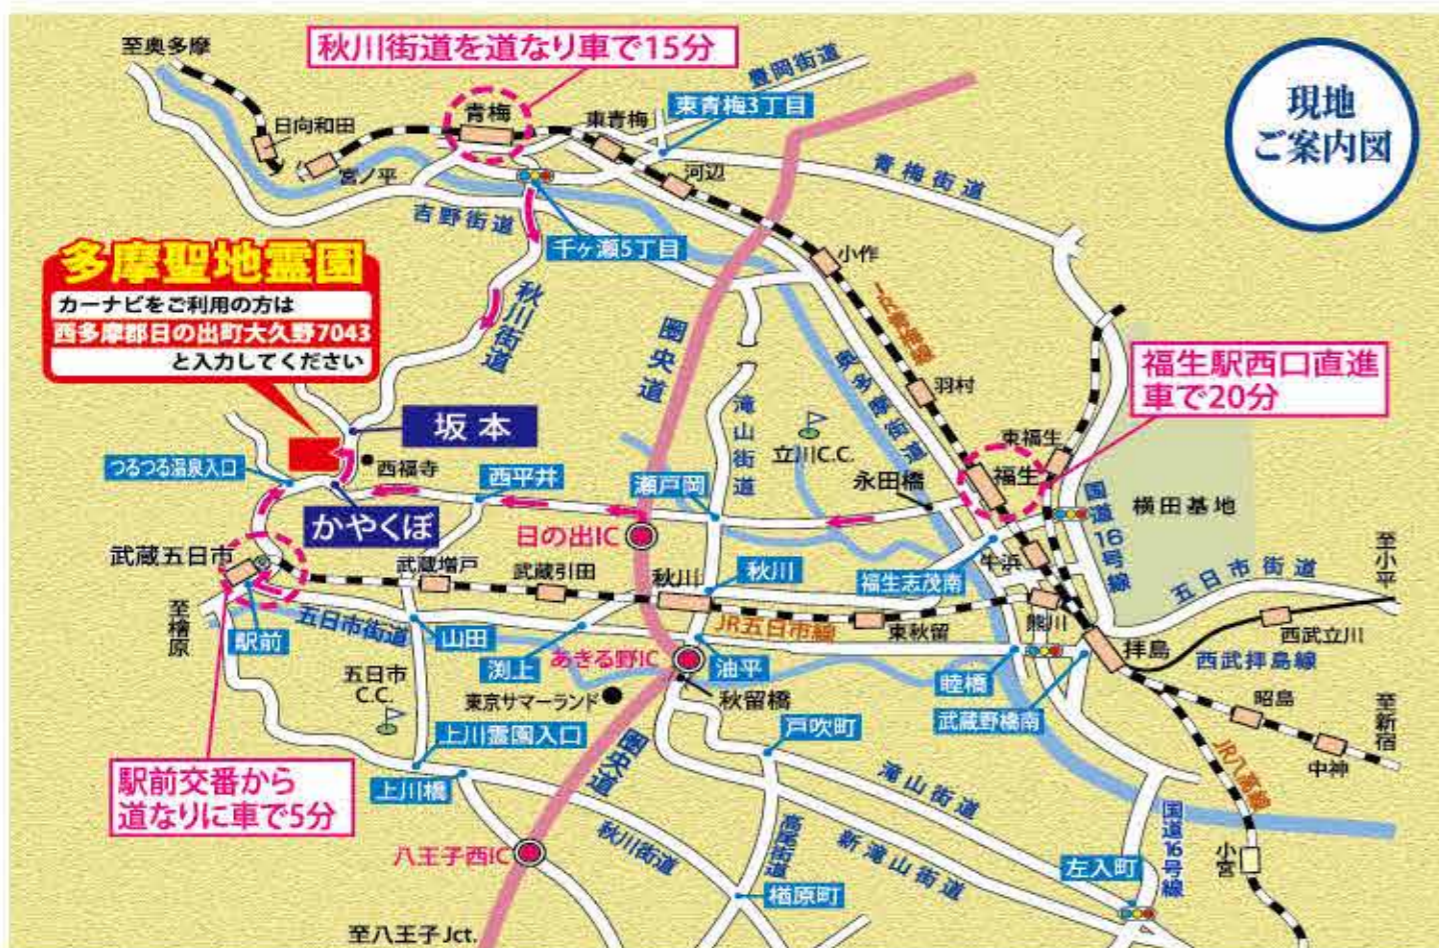 至奥多摩
秋川街道を道なり車で15分
豊岡街道
現地
ご案内図
日向和田
青梅
東青梅
東青梅3丁目
宮ノ平
河辺
青梅街道
吉野街道
千ヶ瀬5丁目
小作
多摩聖地霊園
カーナビをご利用の方は
西多摩郡日の出町大久野7043
と入力してください
秋川街道
圏央道
JR青梅線
奥多摩街道
羽村
福生駅西口直進
車で20分
坂本
滝山街道
立川C.C.
東福生
つるつる温泉入口
西福寺
西平井
瀬戸岡
永田橋
福生
横田基地
かやくぼ
日の出IC
国道16号線
武蔵五日市
武蔵増戸
武蔵引田
秋川
秋川
福生志茂南
牛浜
五日市街道
至小平
至檜原
駅前
五日市街道
山田
渕上
JR五日市線
東秋留
熊川
西武立川
あきる野IC
油平
睦橋
拝島
西武拝島線
五日市
C.C.
東京サマーランド
秋留橋
武蔵野橋南
昭島
至新宿
上川霊園入口
圏央道
戸吹町
中神
駅前交番から
道なりに車で5分
上川橋
滝山街道
JR八高線
八王子西IC
秋川街道
高尾街道
新滝山街道
国道16号線
小宮
左入町
楢原町
至八王子Jct.